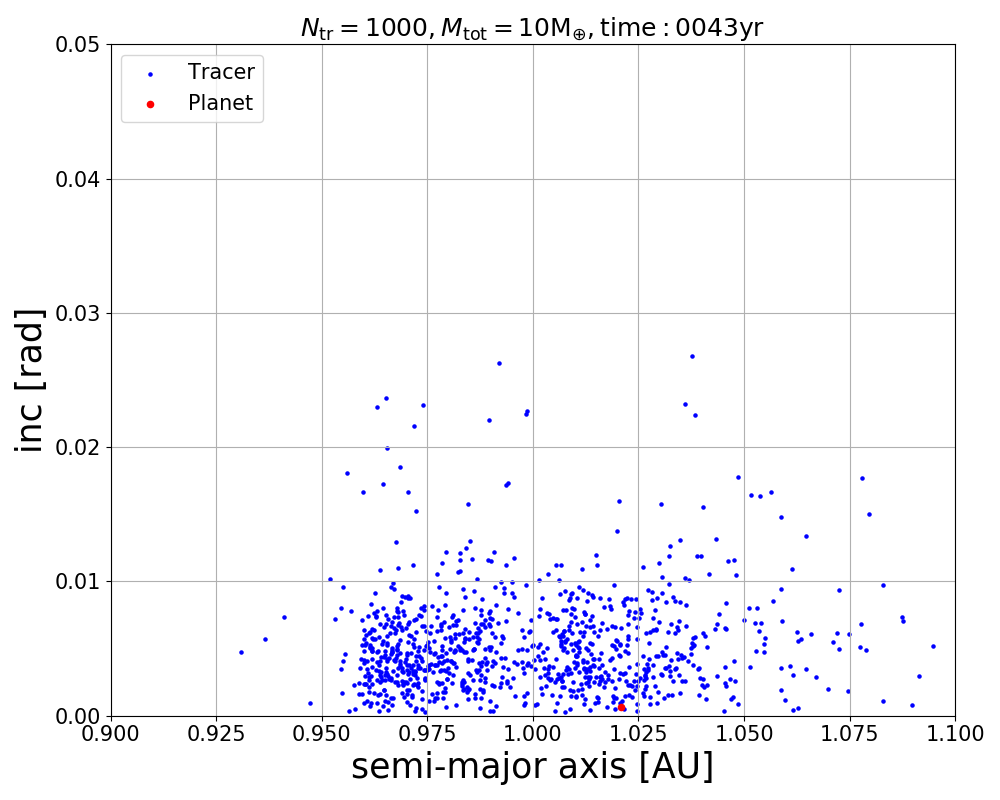 N_tr = 1000, M_tot = 10M_⊕, time : 0043yr
0.05
Tracer
Planet
0.04
0.03
0.02
0.01
0.00
inc [rad]
0.900 0.925 0.950 0.975 1.000 1.025 1.050 1.075 1.100
semi-major axis [AU]